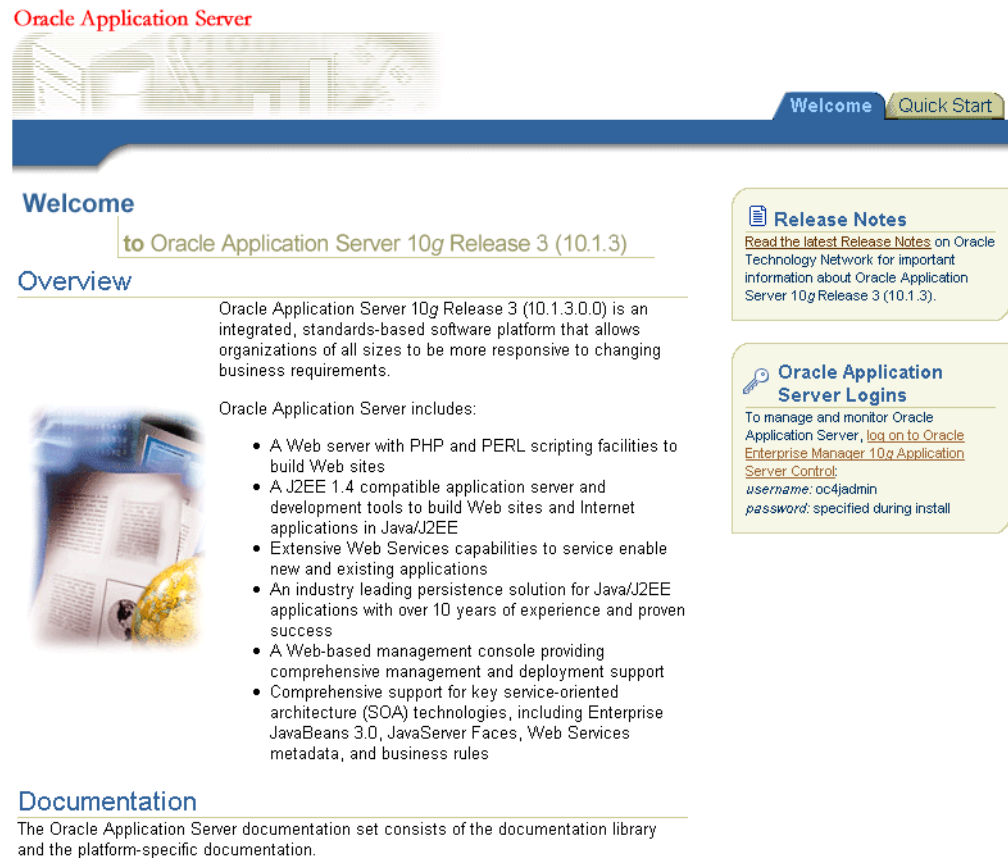 Oracle Application Server
Welcome
Quick Start
Welcome
to Oracle Application Server 10g Release 3 (10.1.3)
Overview
Oracle Application Server 10g Release 3 (10.1.3.0.0) is an
integrated, standards-based software platform that allows
organizations of all sizes to be more responsive to changing
business requirements.
Oracle Application Server includes:
• A Web server with PHP and PERL scripting facilities to
build Web sites
• A J2EE 1.4 compatible application server and
development tools to build Web sites and Internet
applications in Java/J2EE
• Extensive Web Services capabilities to service enable
new and existing applications
• An industry leading persistence solution for Java/J2EE
applications with over 10 years of experience and proven
success
• A Web-based management console providing
comprehensive management and deployment support
• Comprehensive support for key service-oriented
architecture (SOA) technologies, including Enterprise
JavaBeans 3.0, JavaServer Faces, Web Services
metadata, and business rules
Documentation
The Oracle Application Server documentation set consists of the documentation library
and the platform-specific documentation.
Release Notes
Read the latest Release Notes on Oracle
Technology Network for important
information about Oracle Application
Server 10g Release 3 (10.1.3).
Oracle Application
Server Logins
To manage and monitor Oracle
Application Server, log on to Oracle
Enterprise Manager 10g Application
Server Control:
username: oc4jadmin
password: specified during install